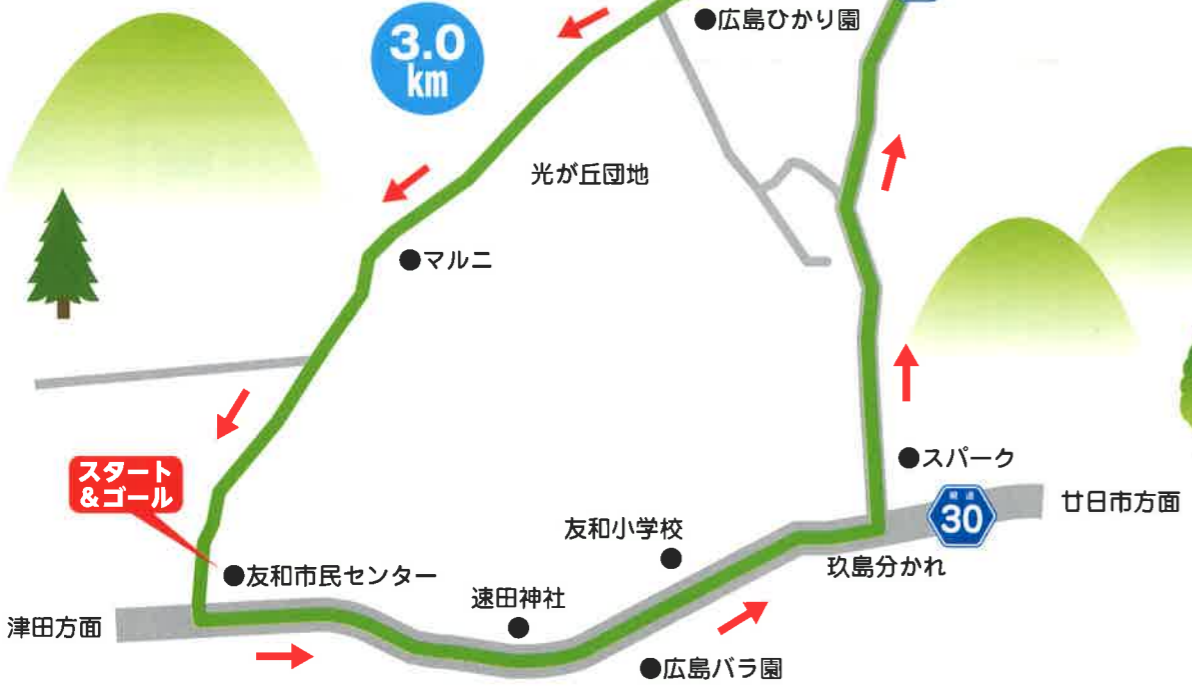 広島ひかり園
3.0
km
光が丘団地
マルニ
スパーク
スタート
&ゴール
県道
30
廿日市方面
友和小学校
玖島分かれ
友和市民センター
速田神社
津田方面
広島バラ園